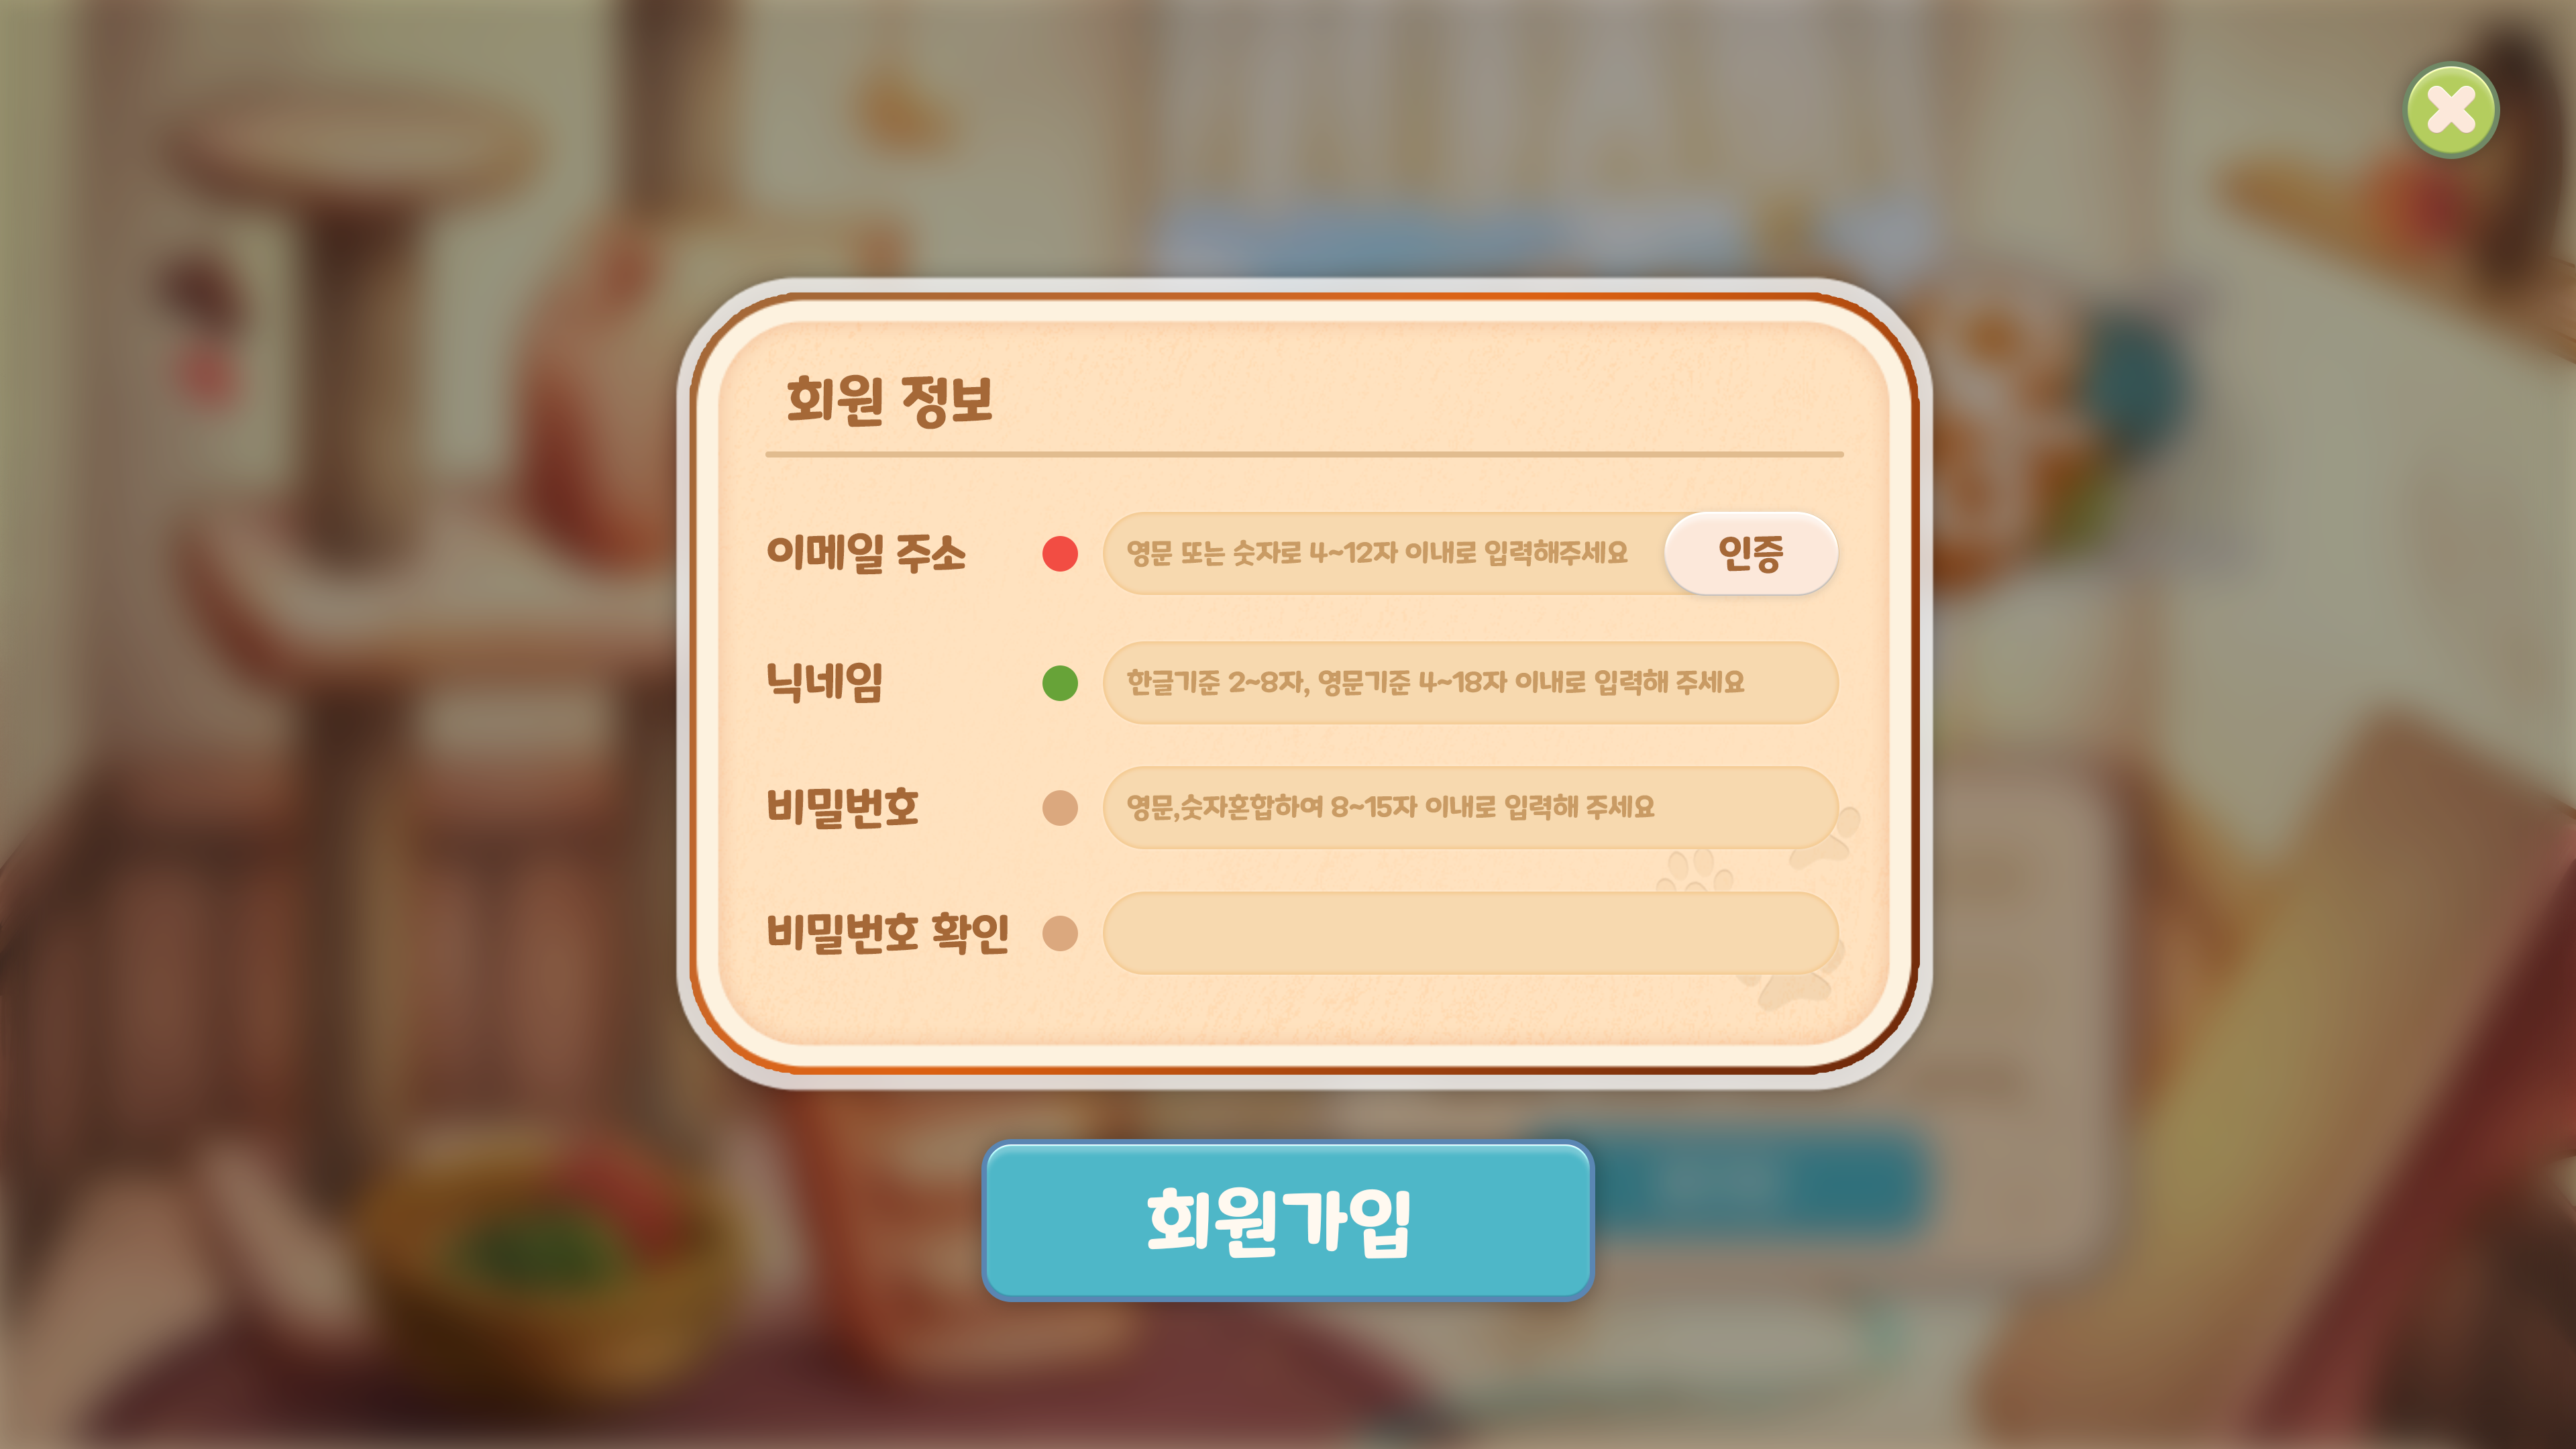 회원 정보
이메일 주소
영문 또는 숫자로 4~12자 이내로 입력해주세요
인증
닉네임
한글기준 2~8자, 영문기준 4~18자 이내로 입력해 주세요
비밀번호
영문,숫자혼합하여 8~15자 이내로 입력해 주세요
비밀번호 확인
회원가입